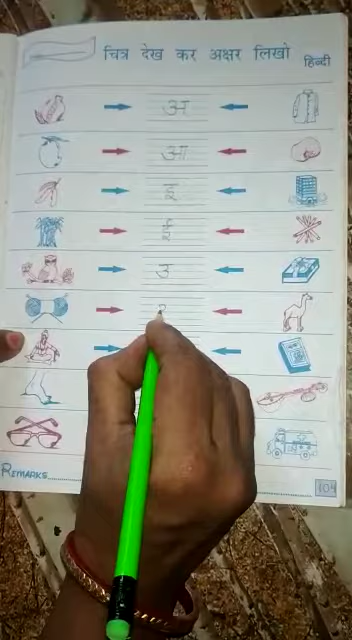 चित्र देख कर अक्षर लिखो
हिन्दी
अ
आ
इ
ई
उ
REMARKS
104